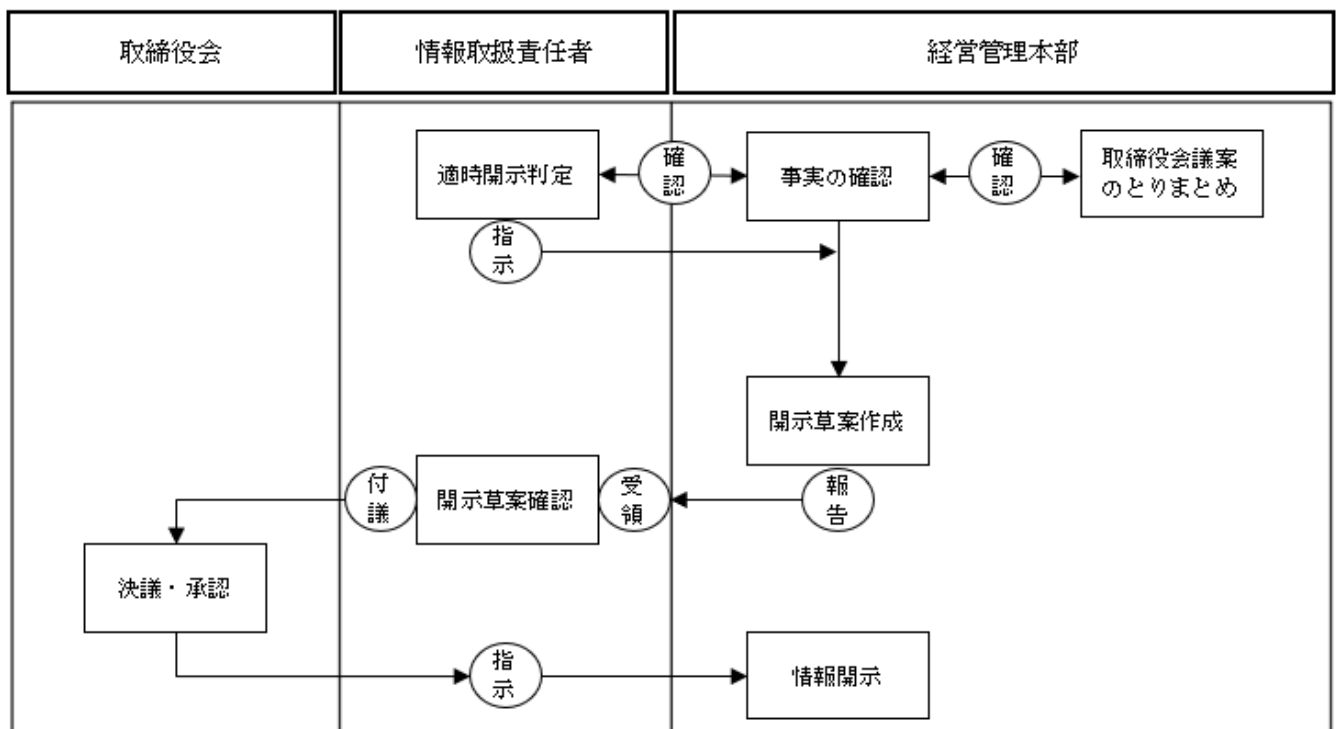 取締役会
情報取扱責任者
経営管理本部
適時開示判定
確
認
事実の確認
確
認
取締役会議案
のとりまとめ
指
示
開示草案作成
付
議
開示草案確認
受
領
報
告
決議・承認
指
示
情報開示